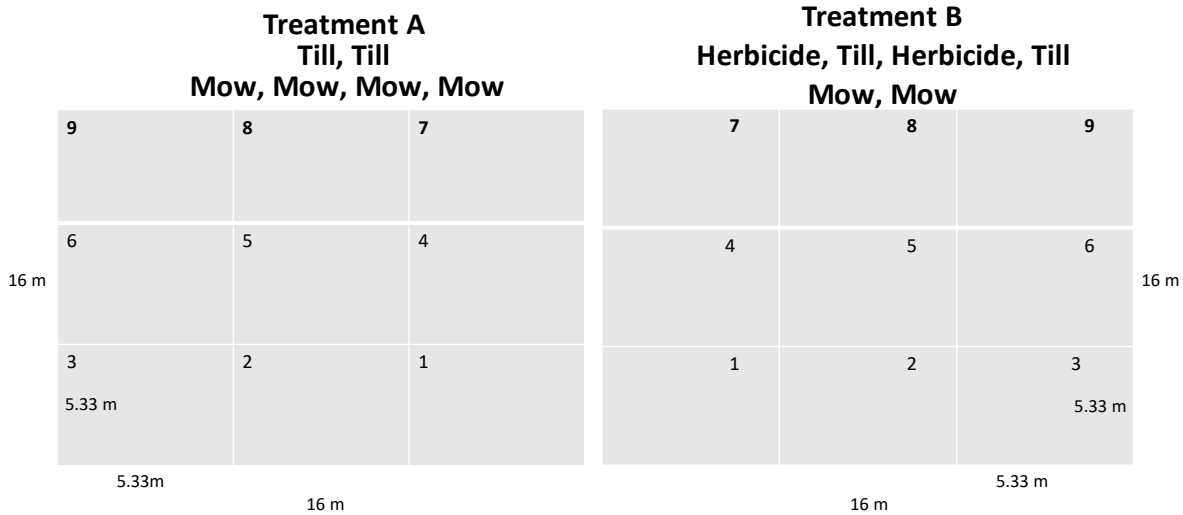 Treatment A
Till, Till
Mow, Mow, Mow, Mow
9 8 7
6 5 4
16 m
3 2 1
5.33 m
5.33m
16 m
Treatment B
Herbicide, Till, Herbicide, Till
Mow, Mow
7 8 9
4 5 6
16 m
1 2 3
5.33 m
5.33 m
16 m